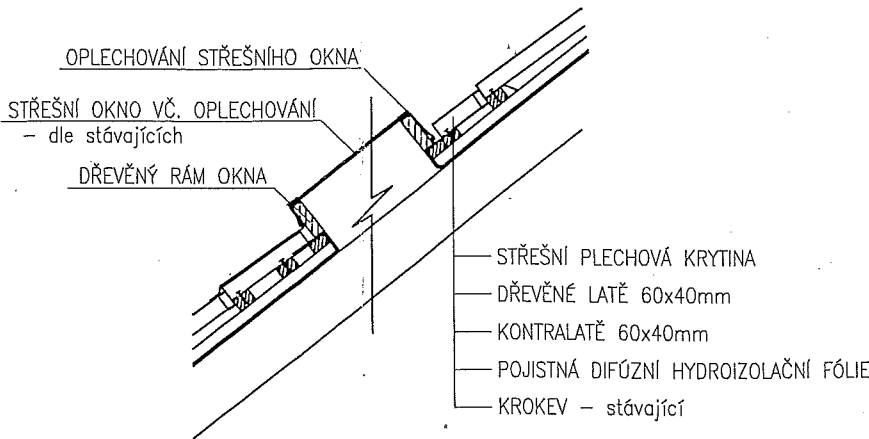 OPLECHOVÁNÍ STŘEŠNÍHO OKNA
STŘEŠNÍ OKNO VČ. OPLECHOVÁNÍ
- dle stávajících
DŘEVĚNÝ RÁM OKNA
STŘEŠNÍ PLECHOVÁ KRYTINA
DŘEVĚNÉ LATĚ 60x40mm
KONTRALATĚ 60x40mm
POJISTNÁ DIFÚZNÍ HYDROIZOLAČNÍ FÓLIE
KROKEV - stávající